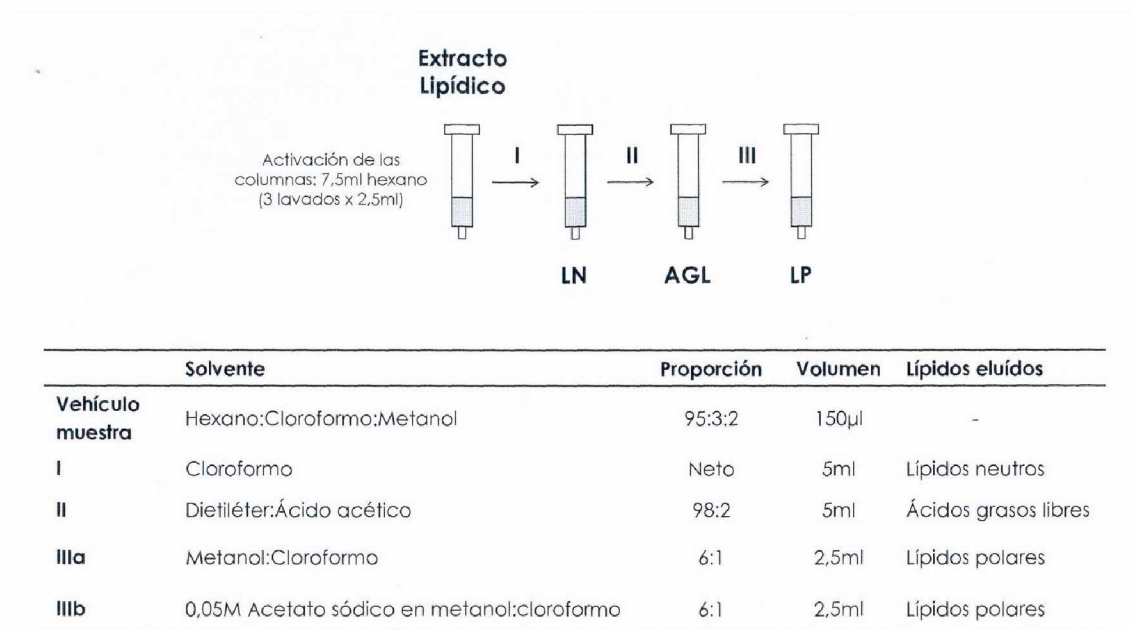 Extracto
Lipídico
Activación de las
columnas: 7,5ml hexano
(3 lavados x 2,5ml)
I II III
LN AGL LP
Solvente Proporción Volumen Lípidos eluídos
Vehículo
muestra Hexano:Cloroformo:Metanol 95:3:2 150µl -
I Cloroformo Neto 5ml Lípidos neutros
II Dietiléter:Ácido acético 98:2 5ml Ácidos grasos libres
IIIa Metanol:Cloroformo 6:1 2,5ml Lípidos polares
IIIb 0,05M Acetato sódico en metanol:cloroformo 6:1 2,5ml Lípidos polares